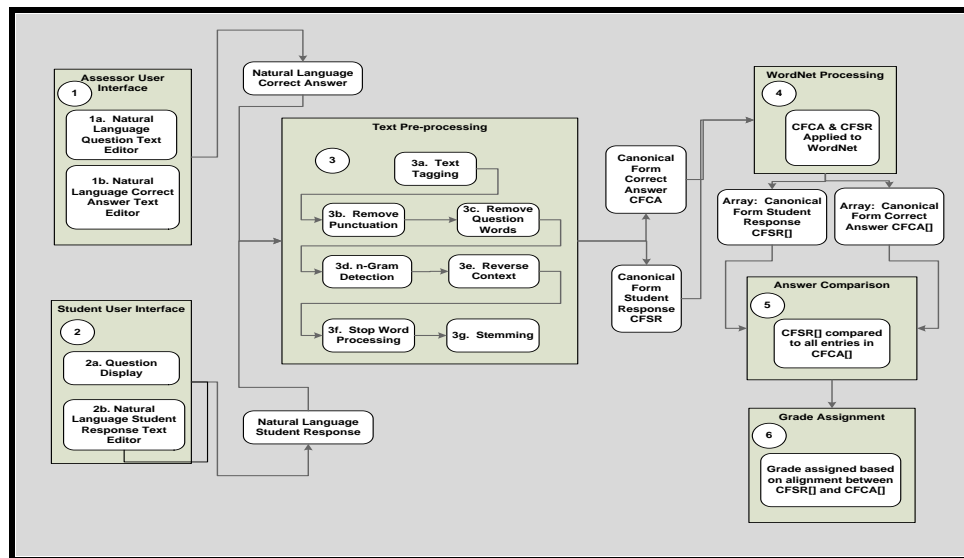 Assessor User
Interface
1
1a. Natural
Language
Question Text
Editor
1b. Natural
Language Correct
Answer Text Editor
Natural Language
Correct Answer
Student User Interface
2
2a. Question
Display
2b. Natural
Language Student
Response Text
Editor
Natural Language
Student Response
Text Pre-processing
3
3a. Text
Tagging
3b. Remove
Punctuation
3c. Remove
Question
Words
3d. n-Gram
Detection
3e. Reverse
Context
3f. Stop Word
Processing
3g. Stemming
Canonical
Form
Correct
Answer
CFCA
Canonical
Form
Student
Response
CFSR
WordNet Processing
4
CFCA & CFSR
Applied to
WordNet
Array: Canonical
Form Student
Response
CFSR[]
Array: Canonical
Form Correct
Answer CFCA[]
Answer Comparison
5
CFSR[] compared
to all entries in
CFCA[]
Grade Assignment
6
Grade assigned based
on alignment between
CFSR[] and CFCA[]